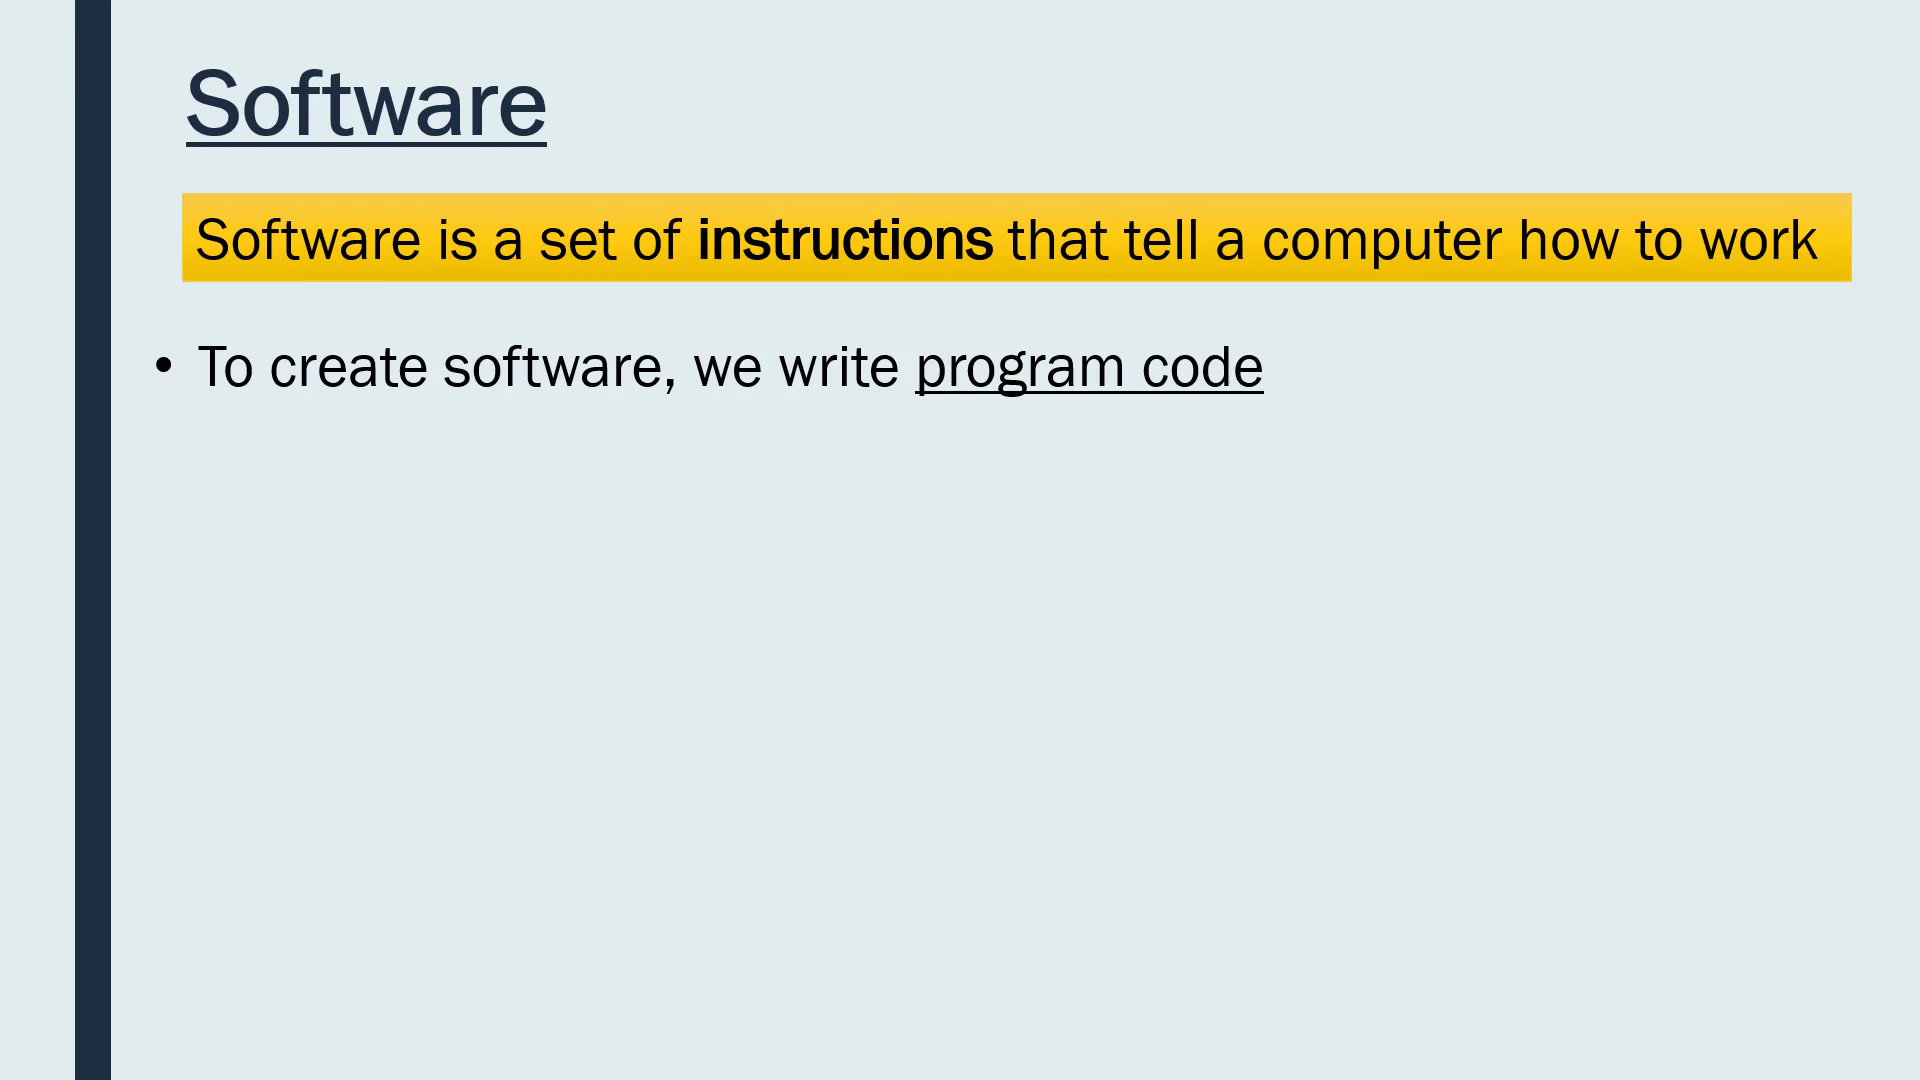 Software
Software is a set of instructions that tell a computer how to work
• To create software, we write program code